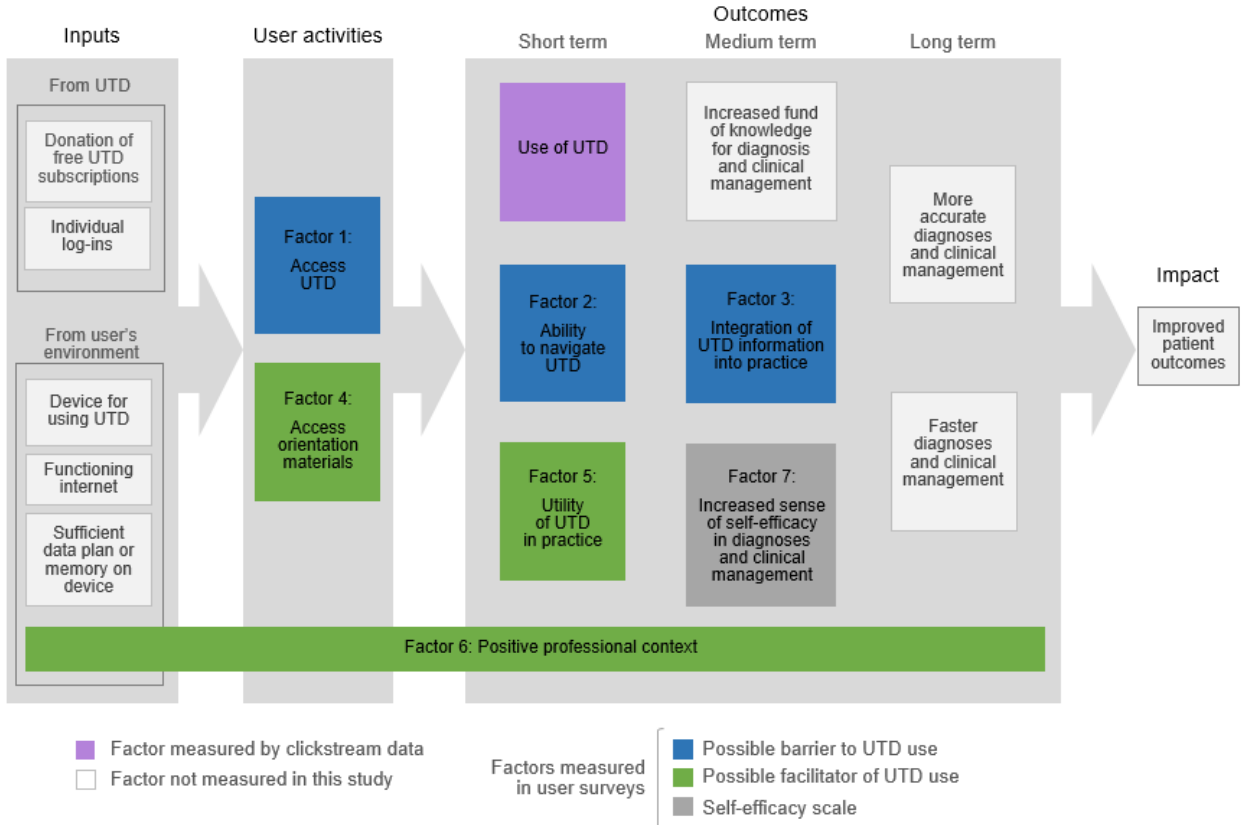 Inputs
User activities
Outcomes
Short term
Medium term
Long term
From UTD
Donation of
free UTD
subscriptions
Individual
log-ins
From user's
environment
Device for
using UTD
Functioning
internet
Sufficient
data plan or
memory on
device
Factor 1:
Access
UTD
Factor 4:
Access
orientation
materials
Use of UTD
Factor 2:
Ability
to navigate
UTD
Factor 5:
Utility
of UTD
in practice
Increased fund
of knowledge
for diagnosis
and clinical
management
Factor 3:
Integration of
UTD information
into practice
Factor 7:
Increased sense
of self-efficacy
in diagnoses
and clinical
management
More
accurate
diagnoses
and clinical
management
Faster
diagnoses
and clinical
management
Impact
Improved
patient
outcomes
Factor 6: Positive professional context
Factor measured by clickstream data
Factor not measured in this study
Factors measured
in user surveys
Possible barrier to UTD use
Possible facilitator of UTD use
Self-efficacy scale